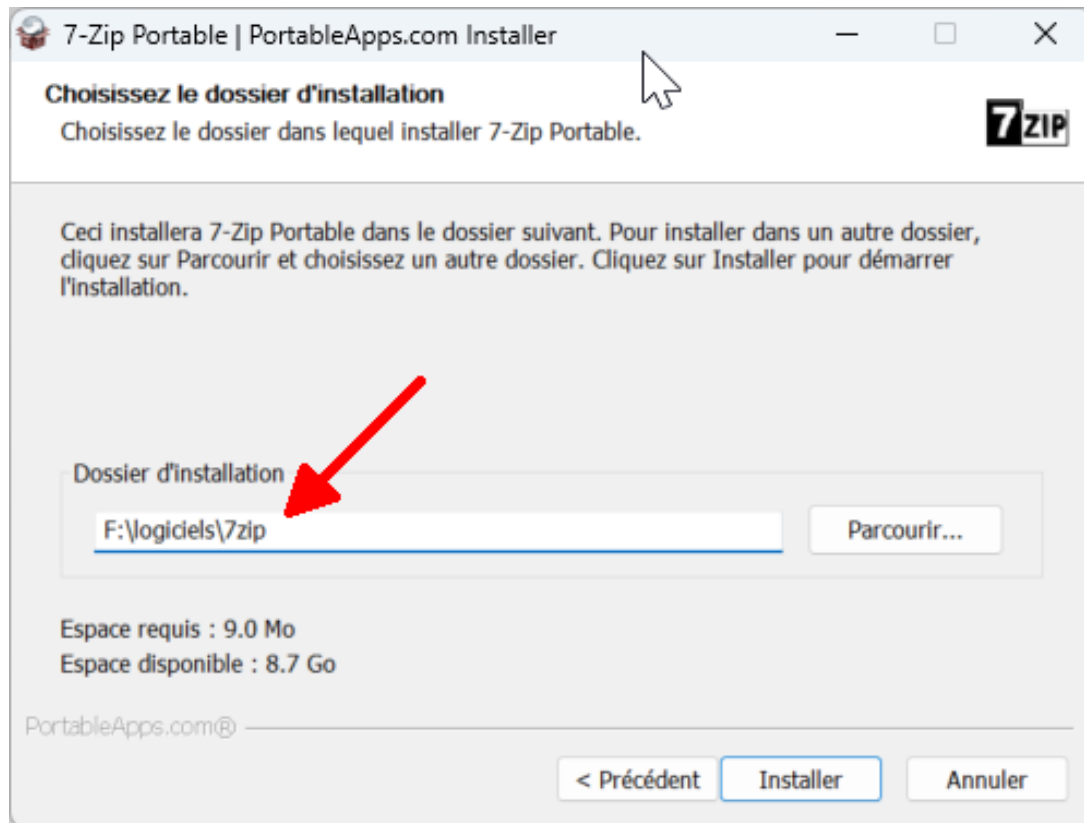 7-Zip Portable | PortableApps.com Installer
Choisissez le dossier d'installation
Choisissez le dossier dans lequel installer 7-Zip Portable.
7 ZIP
Ceci installera 7-Zip Portable dans le dossier suivant. Pour installer dans un autre dossier,
cliquez sur Parcourir et choisissez un autre dossier. Cliquez sur Installer pour démarrer
l'installation.
Dossier d'installation
F:\logiciels\7zip
Parcourir...
Espace requis : 9.0 Mo
Espace disponible : 8.7 Go
PortableApps.com®
< Précédent
Installer
Annuler